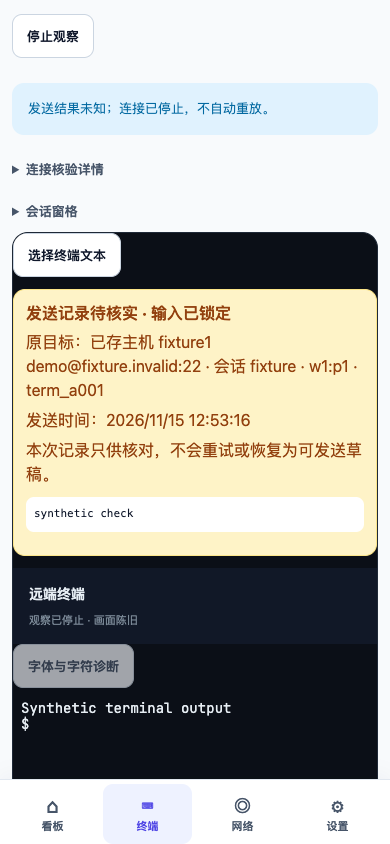 停止观察
发送结果未知；连接已停止，不自动重放。
连接核验详情
会话窗格
选择终端文本
发送记录待核实 · 输入已锁定
原目标：已存主机 fixture1
demo@fixture.invalid:22 · 会话 fixture · w1:p1 ·
term_a001
发送时间：2026/11/15 12:53:16
本次记录只供核对，不会重试或恢复为可发送草
稿。
synthetic check
远端终端
观察已停止 · 画面陈旧
字体与字符诊断
Synthetic terminal output
$
看板
终端
网络
设置